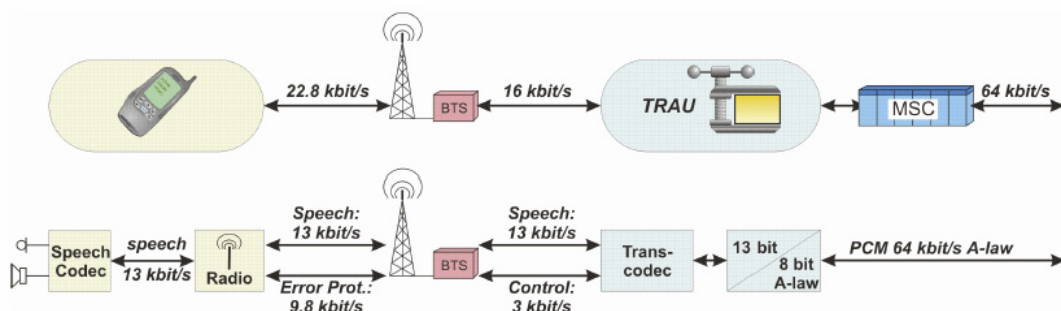 22.8 kbit/s
BTS
16 kbit/s
TRAU
MSC
64 kbit/s
Speech
Codec
speech
13 kbit/s
Radio
Speech:
13 kbit/s
Error Prot.:
9.8 kbit/s
BTS
Speech:
13 kbit/s
Control:
3 kbit/s
Trans-
codec
13 bit
8 bit
A-law
PCM 64 kbit/s A-law